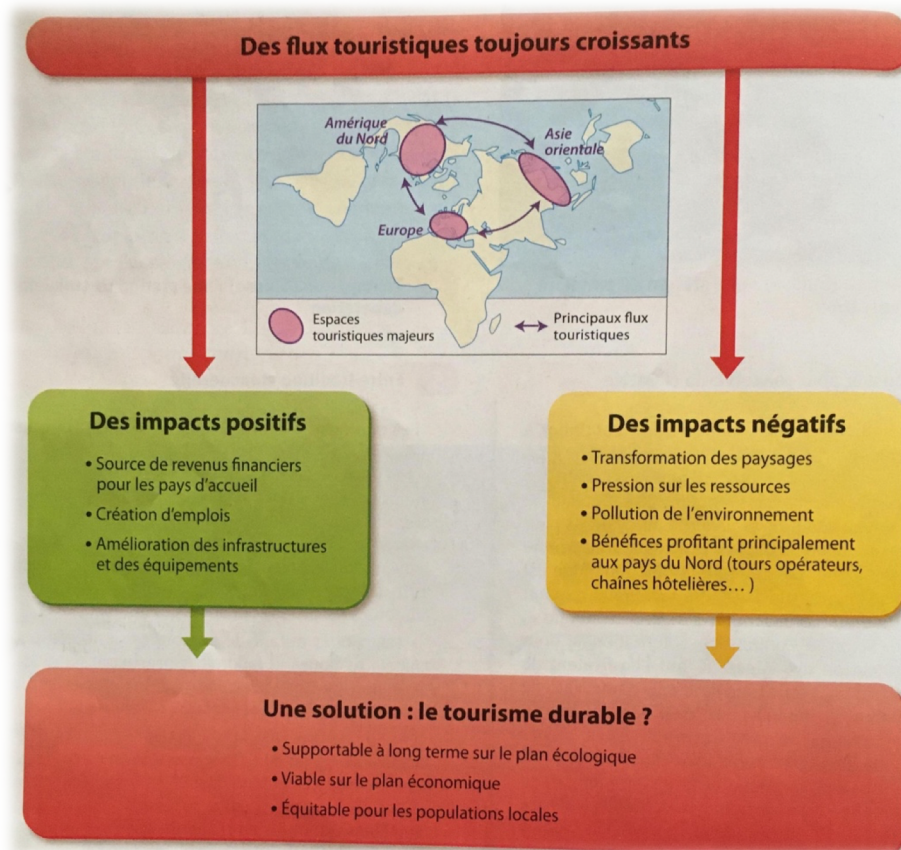 Des flux touristiques toujours croissants
Amérique
du Nord
Asie
orientale
Europe
Espaces
touristiques majeurs
Principaux flux
touristiques
Des impacts positifs
• Source de revenus financiers
pour les pays d'accueil
• Création d'emplois
• Amélioration des infrastructures
et des équipements
Des impacts négatifs
• Transformation des paysages
• Pression sur les ressources
• Pollution de l'environnement
• Bénéfices profitant principalement
aux pays du Nord (tours opérateurs,
chaînes hôtelières... )
Une solution : le tourisme durable ?
• Supportable à long terme sur le plan écologique
• Viable sur le plan économique
• Équitable pour les populations locales